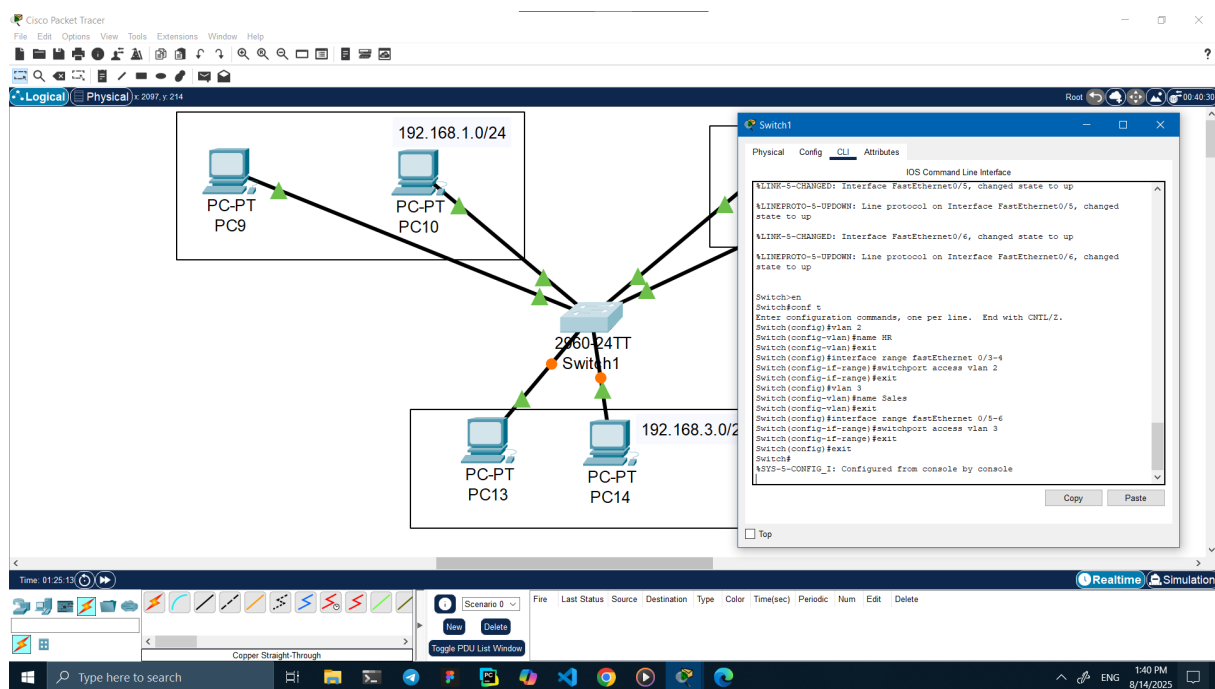 Cisco Packet Tracer
File Edit Options View Tools Extensions Window Help
?
Logical Physical x: 2097, y: 214
Root 00:40:30
192.168.1.0/24
PC-PT
PC9
PC-PT
PC10
2960-24TT
Switch1
192.168.3.0/2
PC-PT
PC13
PC-PT
PC14
Switch1
Physical Config CLI Attributes
IOS Command Line Interface
%LINK-5-CHANGED: Interface FastEthernet0/5, changed state to up
%LINEPROTO-5-UPDOWN: Line protocol on Interface FastEthernet0/5, changed
state to up
%LINK-5-CHANGED: Interface FastEthernet0/6, changed state to up
%LINEPROTO-5-UPDOWN: Line protocol on Interface FastEthernet0/6, changed
state to up
Switch>en
Switch#conf t
Enter configuration commands, one per line. End with CNTL/Z.
Switch(config)#vlan 2
Switch(config-vlan)#name HR
Switch(config-vlan)#exit
Switch(config)#interface range fastEthernet 0/3-4
Switch(config-if-range)#switchport access vlan 2
Switch(config-if-range)#exit
Switch(config)#vlan 3
Switch(config-vlan)#name Sales
Switch(config-vlan)#exit
Switch(config)#interface range fastEthernet 0/5-6
Switch(config-if-range)#switchport access vlan 3
Switch(config-if-range)#exit
Switch(config)#exit
Switch#
%SYS-5-CONFIG_I: Configured from console by console
Copy Paste
Top
Time: 01:25:13
Realtime Simulation
Scenario 0
New Delete
Toggle PDU List Window
Fire Last Status Source Destination Type Color Time(sec) Periodic Num Edit Delete
Copper Straight-Through
Type here to search
ENG
1:40 PM
8/14/2025